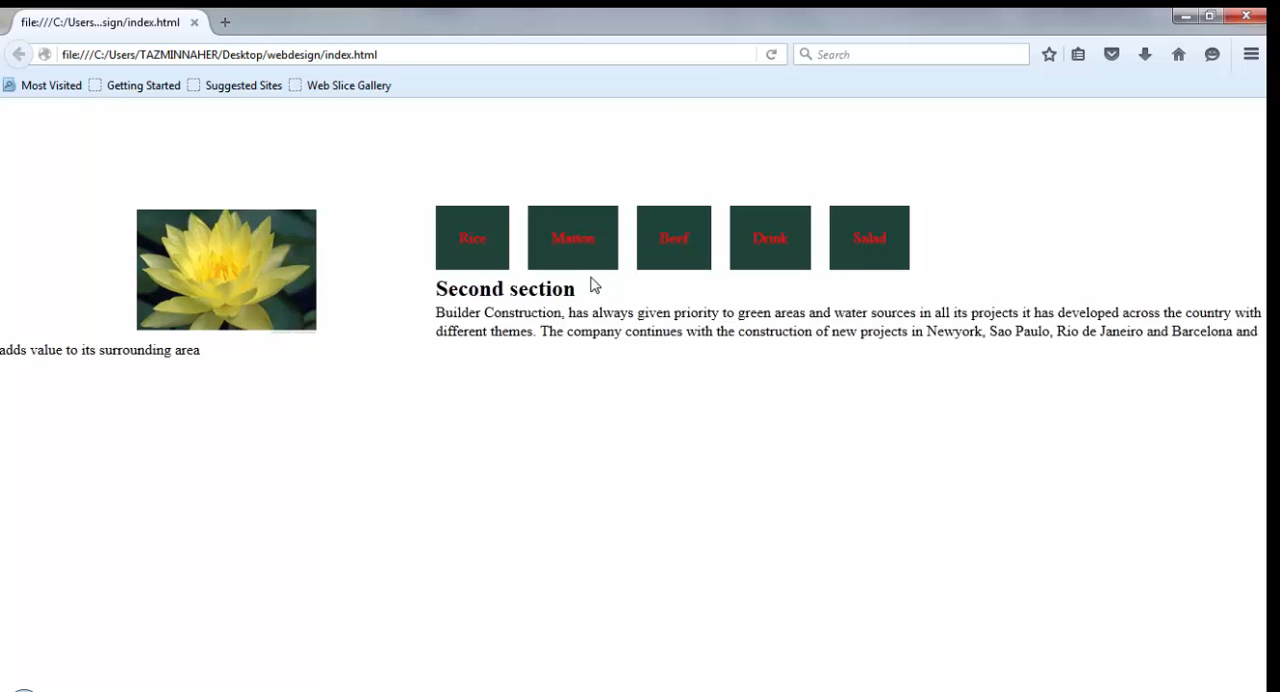 file:///C:/Users...sign/index.html
file:///C:/Users/TAZMINNAHER/Desktop/webdesign/index.html
Search
Most Visited Getting Started Suggested Sites Web Slice Gallery
Rice Matton Beef Drink Salad
Second section
Builder Construction, has always given priority to green areas and water sources in all its projects it has developed across the country with
different themes. The company continues with the construction of new projects in Newyork, Sao Paulo, Rio de Janeiro and Barcelona and
adds value to its surrounding area